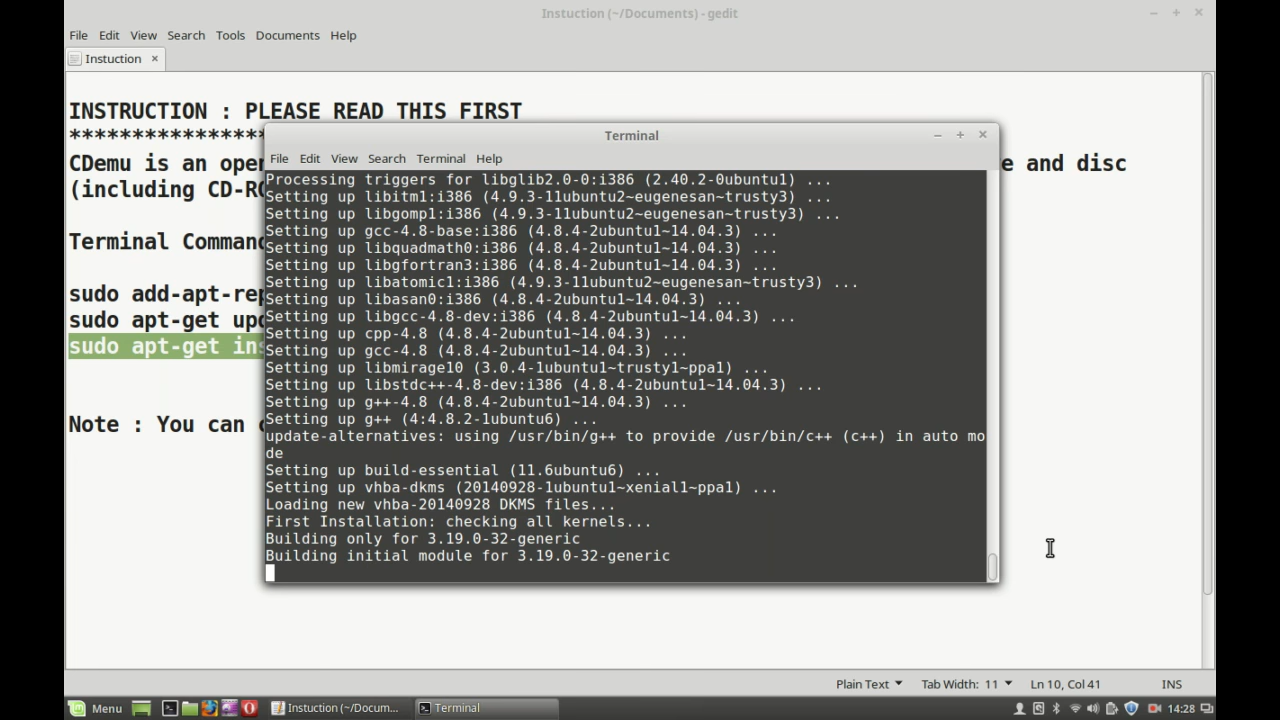 Instuction (~/Documents) - gedit
File Edit View Search Tools Documents Help
Instuction ×
INSTRUCTION : PLEASE READ THIS FIRST
****************
CDemu is an ope
e and disc
(including CD-RO
Terminal Comman
sudo add-apt-rep
sudo apt-get upd
sudo apt-get ins
Note : You can c
Terminal
File Edit View Search Terminal Help
Processing triggers for libglib2.0-0:i386 (2.40.2-0ubuntu1) ...
Setting up libitm1:i386 (4.9.3-11ubuntu2~eugenesan~trusty3) ...
Setting up libgomp1:i386 (4.9.3-11ubuntu2~eugenesan~trusty3) ...
Setting up gcc-4.8-base:i386 (4.8.4-2ubuntu1~14.04.3) ...
Setting up libquadmath0:i386 (4.8.4-2ubuntu1~14.04.3) ...
Setting up libgfortran3:i386 (4.8.4-2ubuntu1~14.04.3) ...
Setting up libatomic1:i386 (4.9.3-11ubuntu2~eugenesan~trusty3) ...
Setting up libasan0:i386 (4.8.4-2ubuntu1~14.04.3) ...
Setting up libgcc-4.8-dev:i386 (4.8.4-2ubuntu1~14.04.3) ...
Setting up cpp-4.8 (4.8.4-2ubuntu1~14.04.3) ...
Setting up gcc-4.8 (4.8.4-2ubuntu1~14.04.3) ...
Setting up libmirage10 (3.0.4-1ubuntu1~trusty1~ppa1) ...
Setting up libstdc++-4.8-dev:i386 (4.8.4-2ubuntu1~14.04.3) ...
Setting up g++-4.8 (4.8.4-2ubuntu1~14.04.3) ...
Setting up g++ (4:4.8.2-1ubuntu6) ...
update-alternatives: using /usr/bin/g++ to provide /usr/bin/c++ (c++) in auto mo
de
Setting up build-essential (11.6ubuntu6) ...
Setting up vhba-dkms (20140928-1ubuntu1~xenial1~ppa1) ...
Loading new vhba-20140928 DKMS files...
First Installation: checking all kernels...
Building only for 3.19.0-32-generic
Building initial module for 3.19.0-32-generic
Plain Text Tab Width: 11 Ln 10, Col 41 INS
Menu Instuction (~/Docum... Terminal 14:28